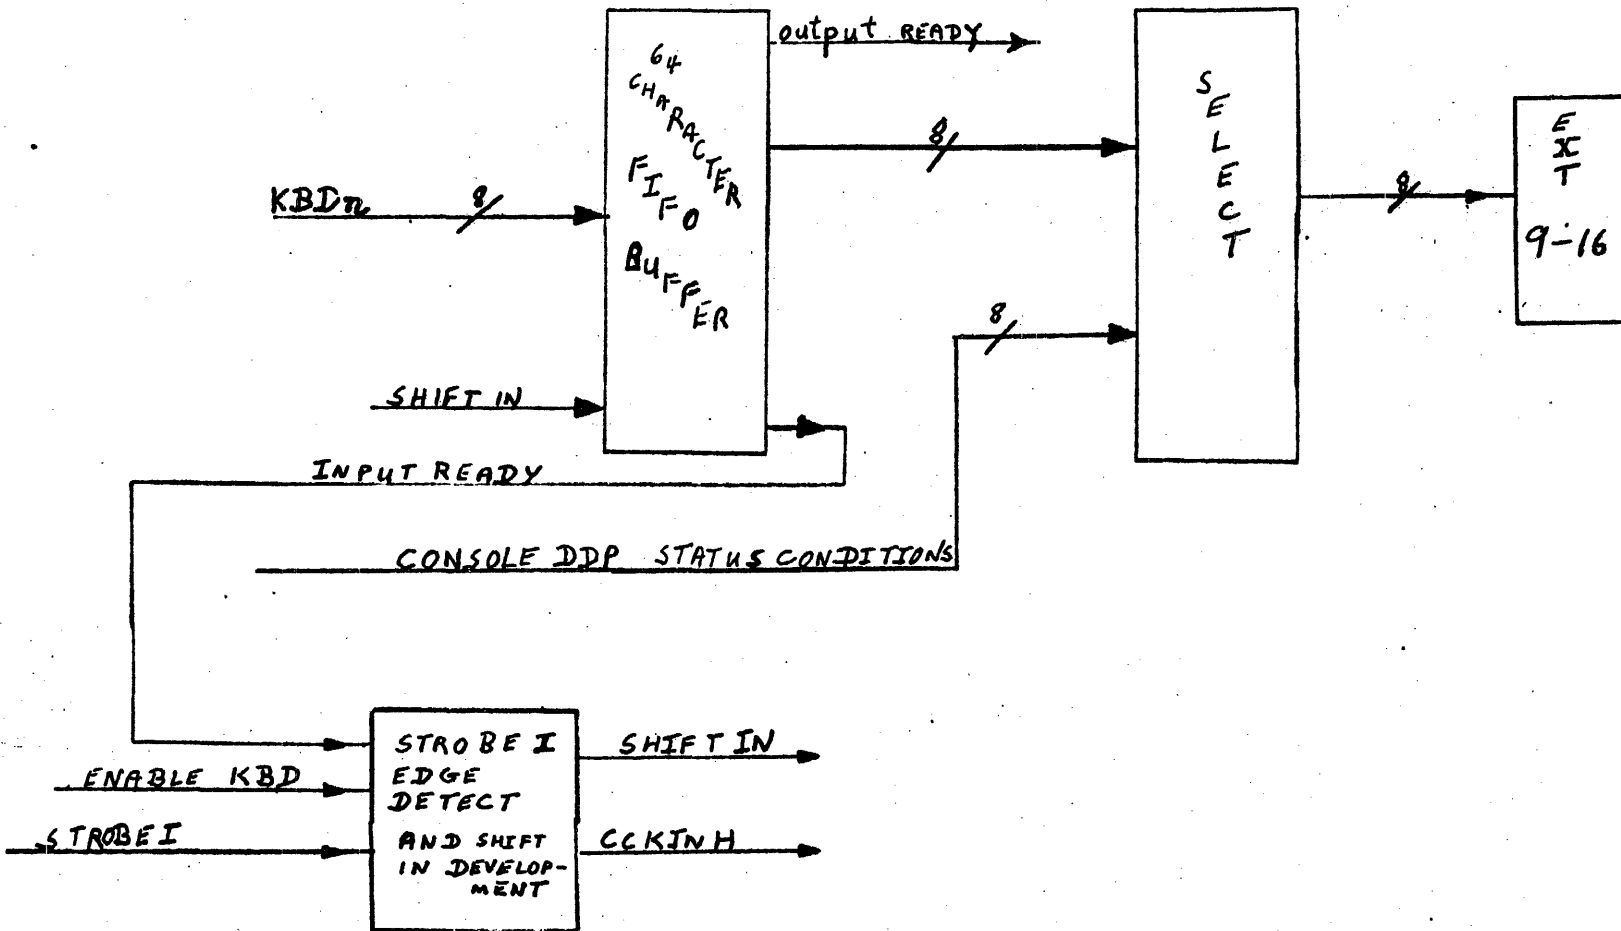 output READY
64
CHARACTER
FIFO
BUFFER
SELECT
8
EXT
9-16
8
KBDn
8
8
SHIFT IN
INPUT READY
CONSOLE DDP STATUS CONDITIONS
STROBE I
EDGE
DETECT
AND SHIFT
IN DEVELOP-
MENT
SHIFT IN
ENABLE KBD
STROBE I
CCKINH